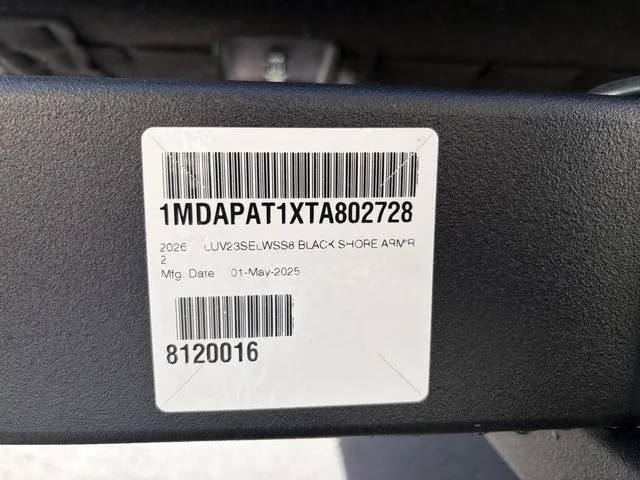 1MDAPAT1XTA802728
2026 LUV23SELWSS8 BLACK SHORE ARM'R
2
Mfg. Date 01-May-2025
8120016